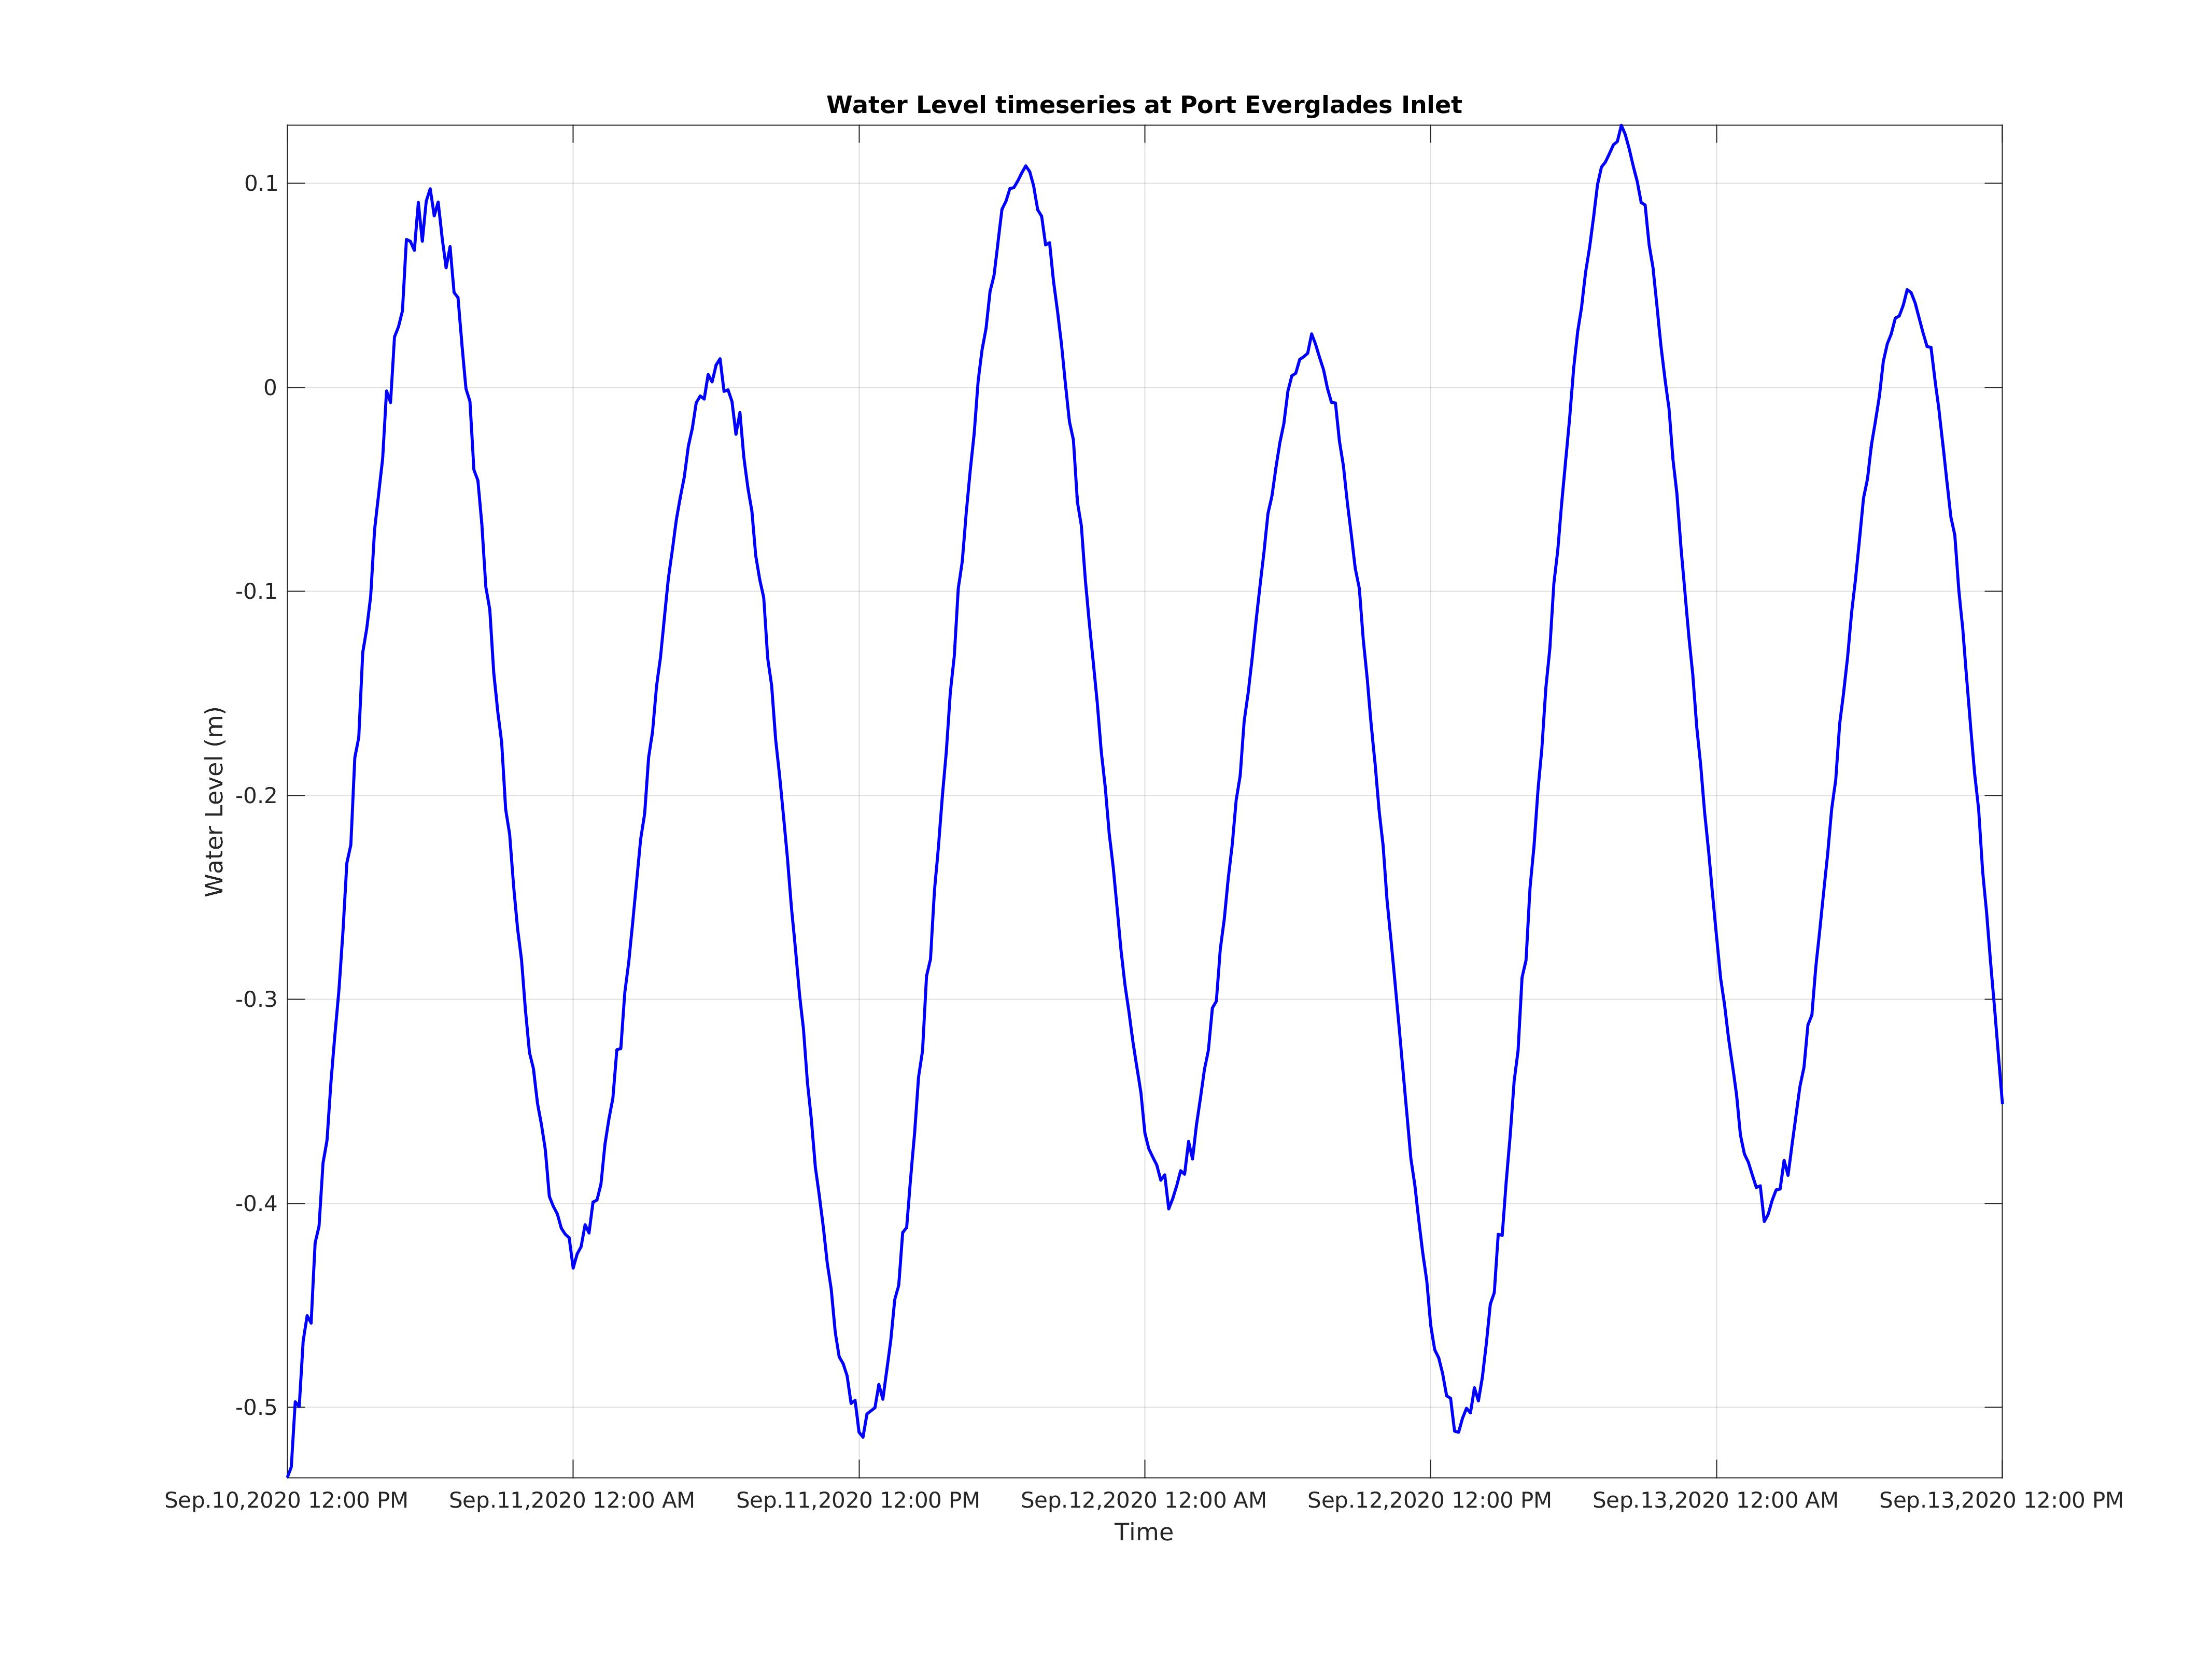 Water Level timeseries at Port Everglades Inlet
0.1
0
-0.1
-0.2
-0.3
-0.4
-0.5
Water Level (m)
Sep.10,2020 12:00 PM
Sep.11,2020 12:00 AM
Sep.11,2020 12:00 PM
Sep.12,2020 12:00 AM
Sep.12,2020 12:00 PM
Sep.13,2020 12:00 AM
Sep.13,2020 12:00 PM
Time